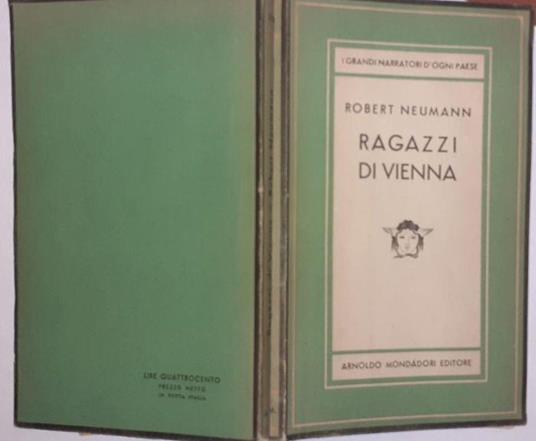 I GRANDI NARRATORI D'OGNI PAESE
ROBERT NEUMANN
RAGAZZI
DI VIENNA
ARNOLDO MONDADORI EDITORE
LIRE QUATTROCENTO
PREZZO NETTO
IN TUTTA ITALIA